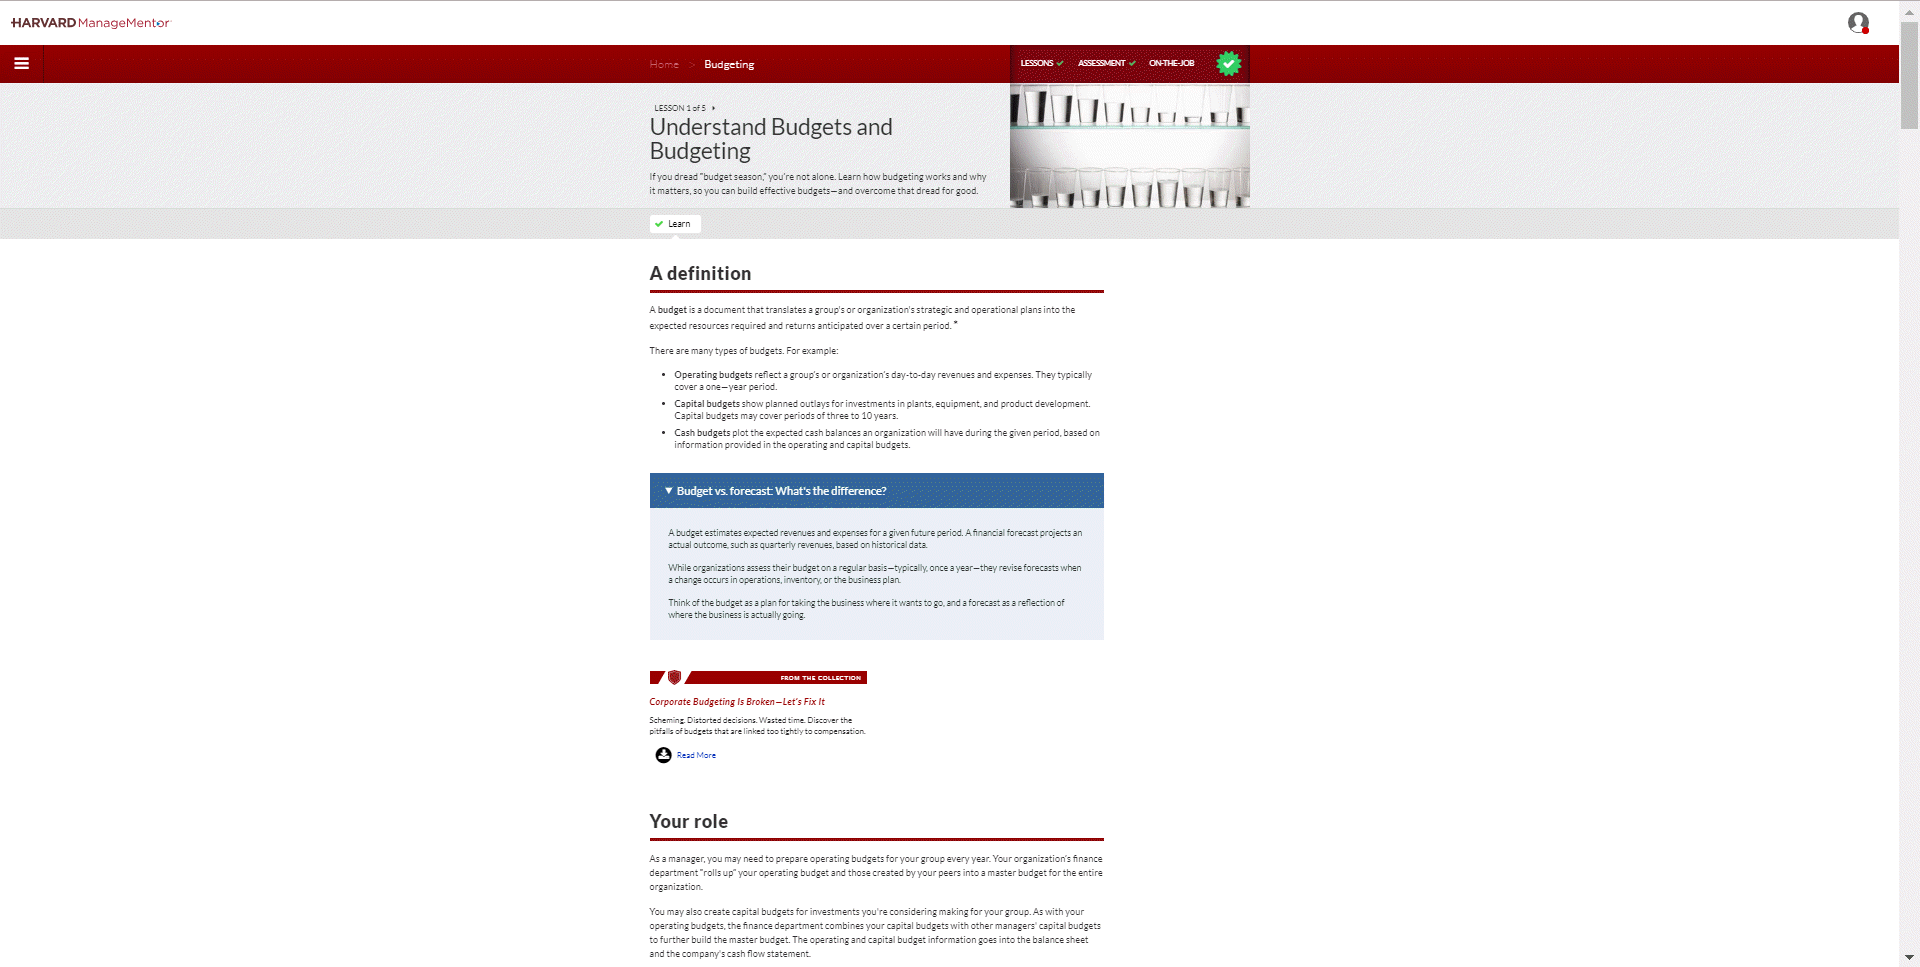 HARVARD ManageMentor
Home > Budgeting
LESSONS ASSESSMENT ON-THE-JOB
LESSON 1 of 5
Understand Budgets and
Budgeting
If you dread "budget season," you're not alone. Learn how budgeting works and why
it matters, so you can build effective budgets—and overcome that dread for good.
Learn
A definition
A budget is a document that translates a group's or organization's strategic and operational plans into the
expected resources required and returns anticipated over a certain period. *
There are many types of budgets. For example:
• Operating budgets reflect a group's or organization's day-to-day revenues and expenses. They typically
cover a one—year period.
• Capital budgets show planned outlays for investments in plants, equipment, and product development.
Capital budgets may cover periods of three to 10 years.
• Cash budgets plot the expected cash balances an organization will have during the given period, based on
information provided in the operating and capital budgets.
Budget vs. forecast: What's the difference?
A budget estimates expected revenues and expenses for a given future period. A financial forecast projects an
actual outcome, such as quarterly revenues, based on historical data.
While organizations assess their budget on a regular basis—typically, once a year—they revise forecasts when
a change occurs in operations, inventory, or the business plan.
Think of the budget as a plan for taking the business where it wants to go, and a forecast as a reflection of
where the business is actually going.
FROM THE COLLECTION
Corporate Budgeting Is Broken—Let's Fix It
Scheming. Distorted decisions. Wasted time. Discover the
pitfalls of budgets that are linked too tightly to compensation.
Read More
Your role
As a manager, you may need to prepare operating budgets for your group every year. Your organization's finance
department "rolls up" your operating budget and those created by your peers into a master budget for the entire
organization.
You may also create capital budgets for investments you're considering making for your group. As with your
operating budgets, the finance department combines your capital budgets with other managers' capital budgets
to further build the master budget. The operating and capital budget information goes into the balance sheet
and the company's cash flow statement.